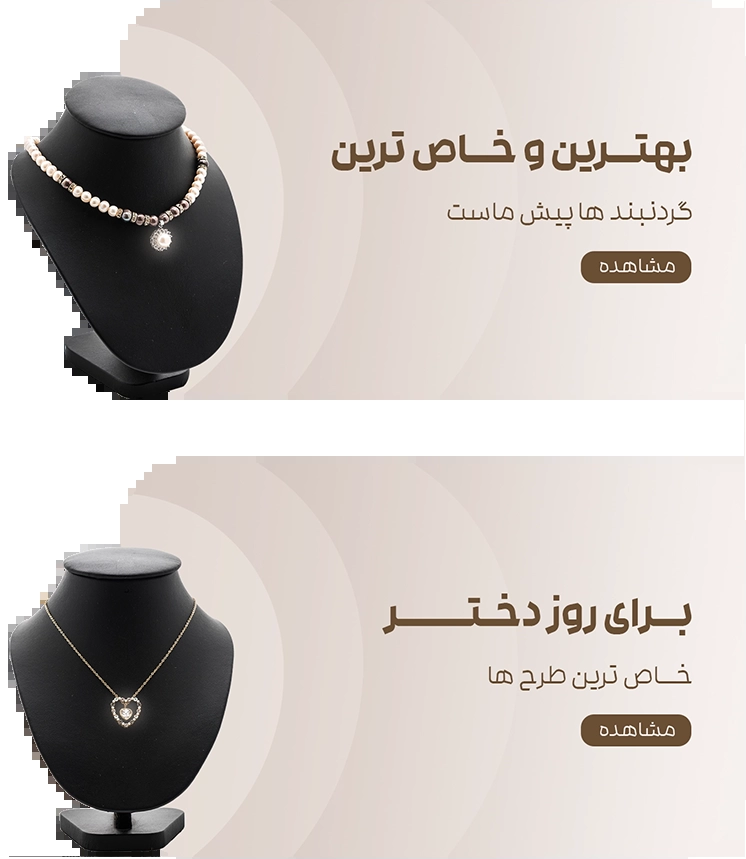 بهترین و خاص ترین
گردنبند ها پیش ماست
مشاهده
برای روز دختر
خاص ترین طرح ها
مشاهده